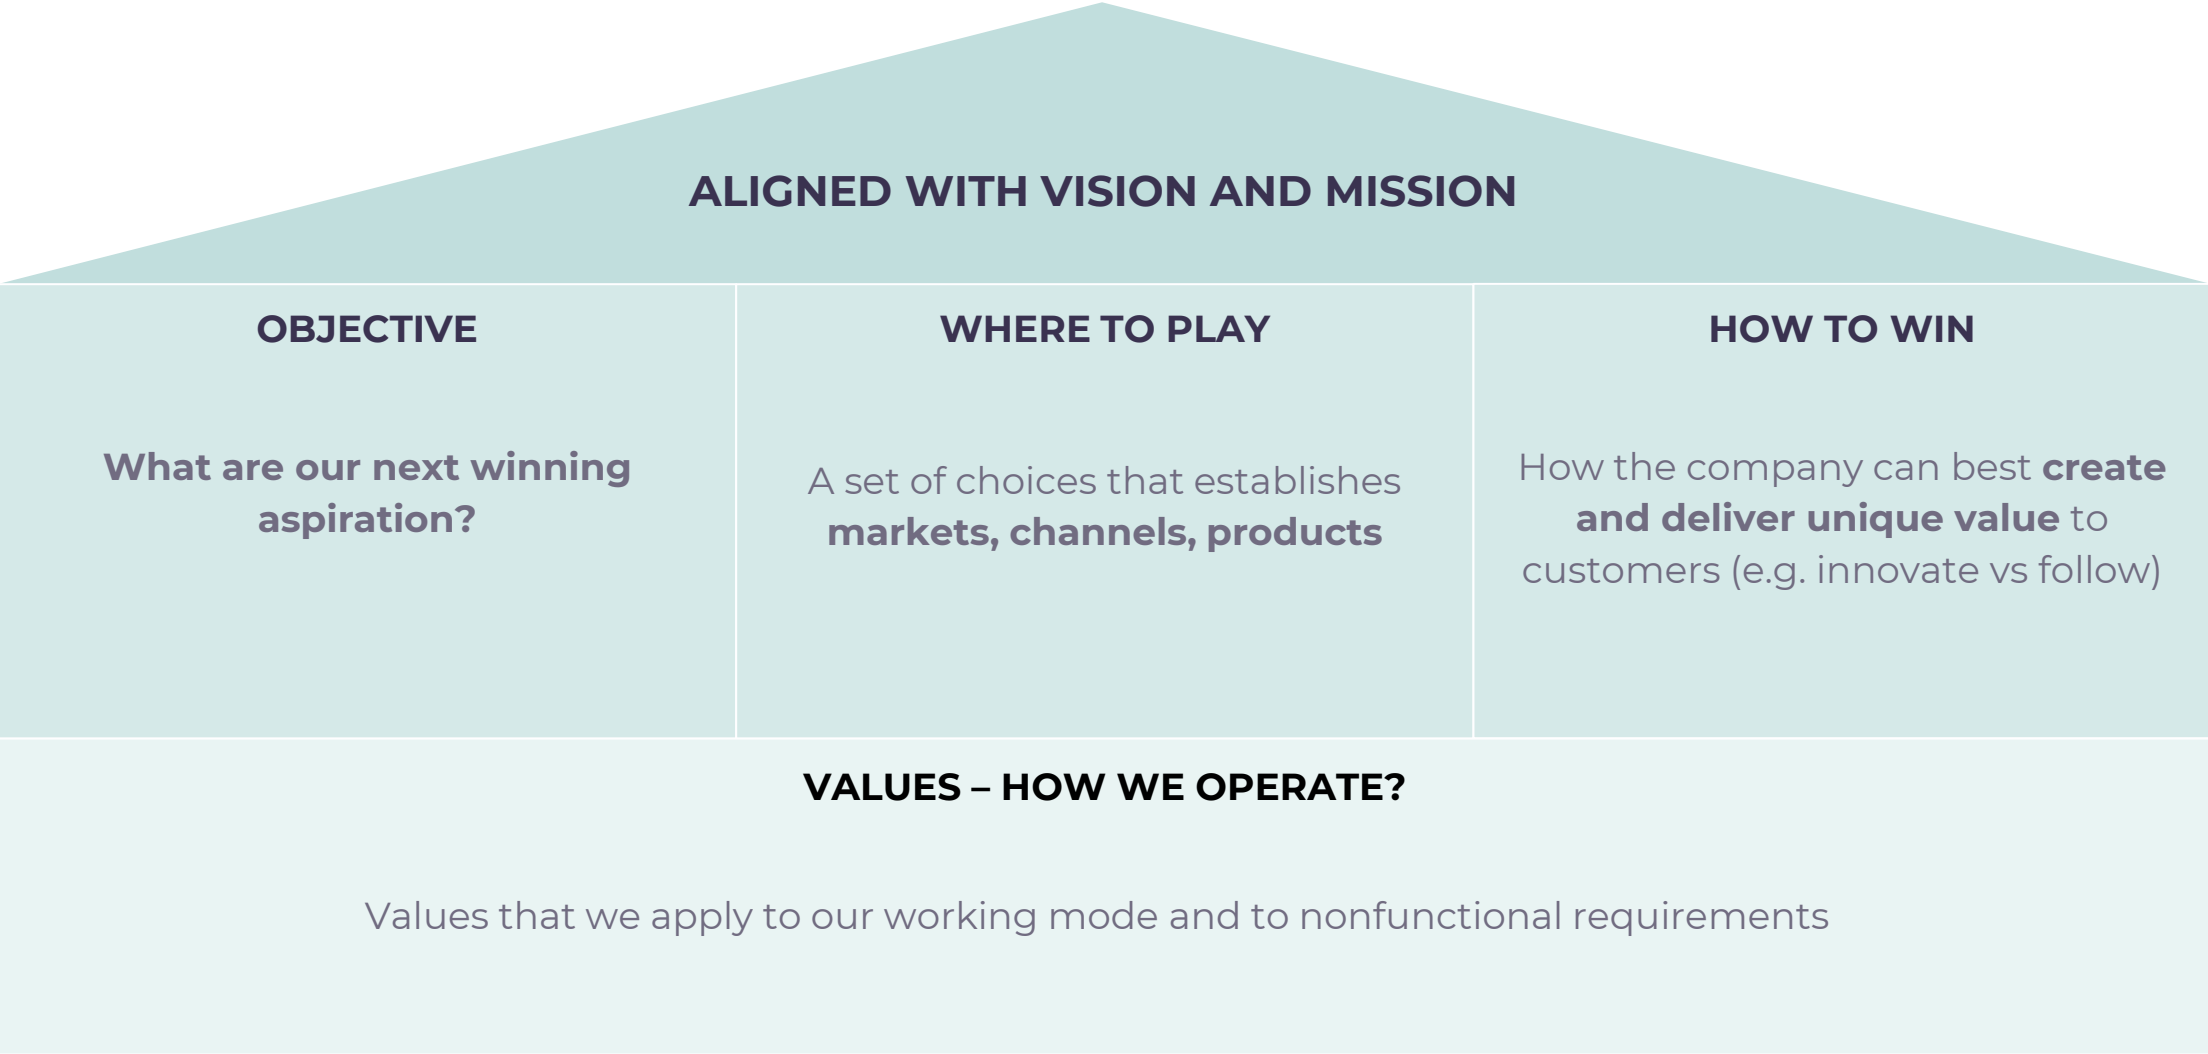 ALIGNED WITH VISION AND MISSION
OBJECTIVE
What are our next winning
aspiration?
WHERE TO PLAY
A set of choices that establishes
markets, channels, products
HOW TO WIN
How the company can best create
and deliver unique value to
customers (e.g. innovate vs follow)
VALUES – HOW WE OPERATE?
Values that we apply to our working mode and to nonfunctional requirements